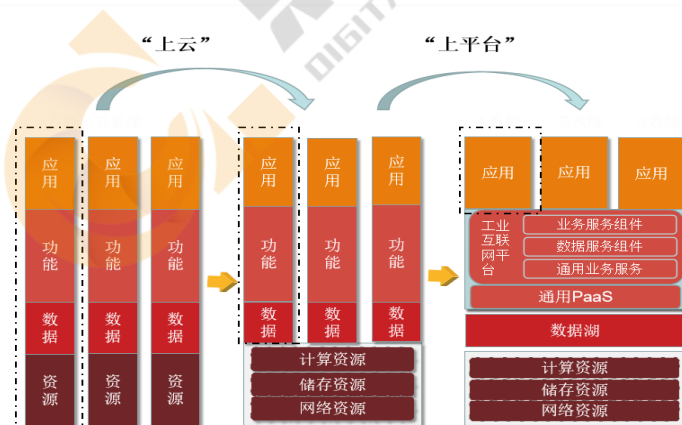 “上云”
“上平台”
DIGITA
应用
应用
应用
功能
功能
功能
数据
数据
数据
资源
资源
资源
应用
应用
应用
功能
功能
功能
数据
数据
数据
计算资源
储存资源
网络资源
应用
应用
应用
工业
互联
网平
台
业务服务组件
数据服务组件
通用业务服务
通用PaaS
数据湖
计算资源
储存资源
网络资源